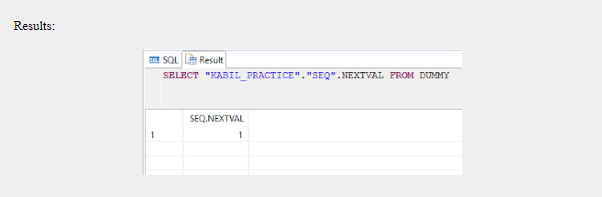 Results:
SQL Result
SELECT "KABIL_PRACTICE"."SEQ".NEXTVAL FROM DUMMY
SEQ.NEXTVAL
1 1